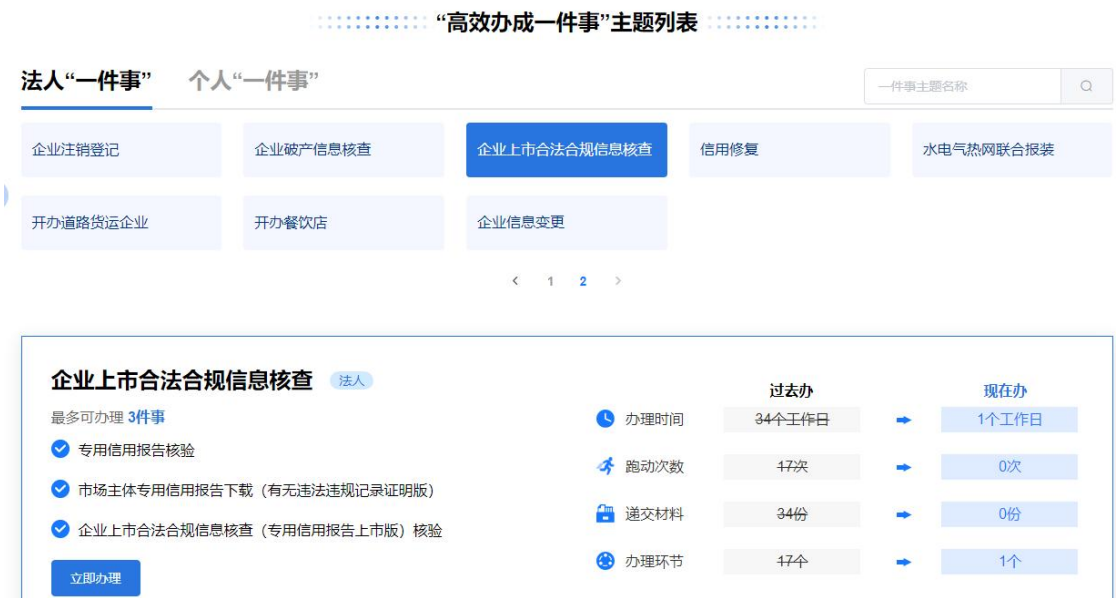 “高效办成一件事”主题列表
法人“一件事” 个人“一件事” 一件事主题名称
企业注销登记 企业破产信息核查 企业上市合法合规信息核查 信用修复 水电气热网联合报装
开办道路货运企业 开办餐饮店 企业信息变更
< 1 2 >
企业上市合法合规信息核查 法人
过去办 现在办
最多可办理 3件事
办理时间 34个工作日 1个工作日
专用信用报告核验
跑动次数 17次 0次
市场主体专用信用报告下载（有无违法违规记录证明版）
递交材料 34份 0份
企业上市合法合规信息核查（专用信用报告上市版）核验
办理环节 17个 1个
立即办理